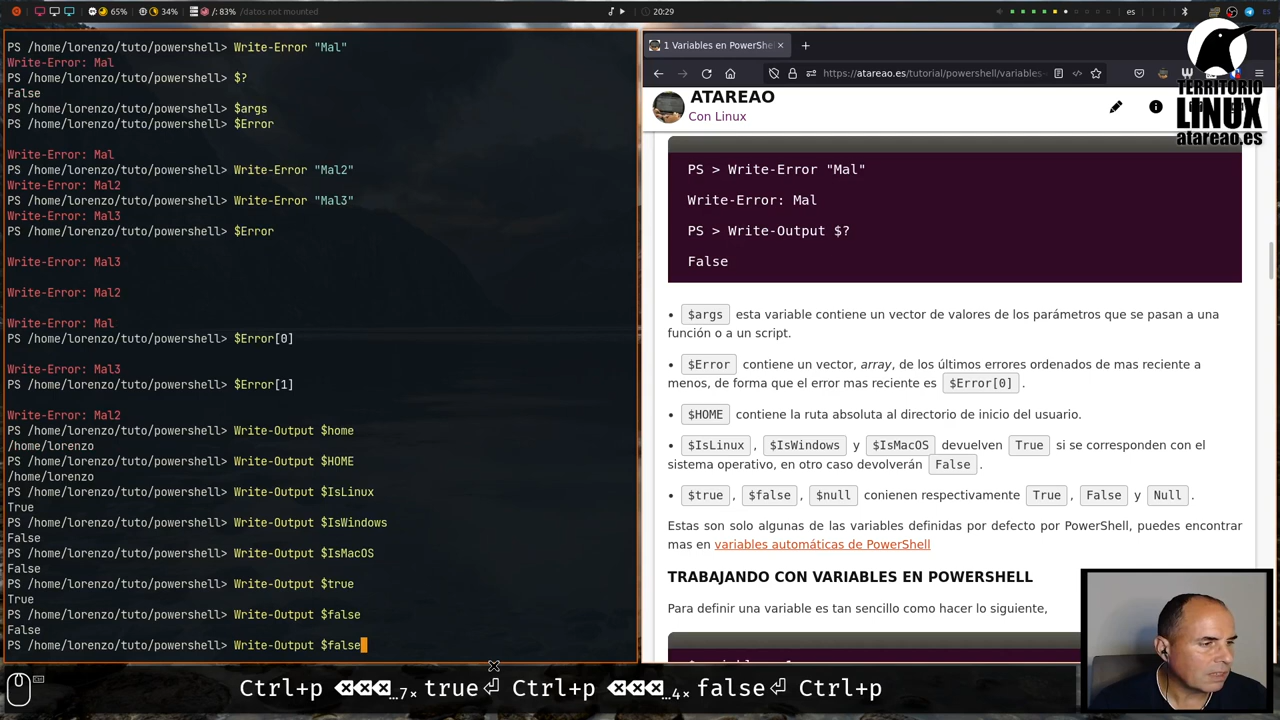 65%
34%
/: 83%
/datos not mounted
20:29
es
ES
PS /home/lorenzo/tuto/powershell> Write-Error "Mal"
Write-Error: Mal
PS /home/lorenzo/tuto/powershell> $?
False
PS /home/lorenzo/tuto/powershell> $args
PS /home/lorenzo/tuto/powershell> $Error
Write-Error: Mal
PS /home/lorenzo/tuto/powershell> Write-Error "Mal2"
Write-Error: Mal2
PS /home/lorenzo/tuto/powershell> Write-Error "Mal3"
Write-Error: Mal3
PS /home/lorenzo/tuto/powershell> $Error
Write-Error: Mal3
Write-Error: Mal2
Write-Error: Mal
PS /home/lorenzo/tuto/powershell> $Error[0]
Write-Error: Mal3
PS /home/lorenzo/tuto/powershell> $Error[1]
Write-Error: Mal2
PS /home/lorenzo/tuto/powershell> Write-Output $home
/home/lorenzo
PS /home/lorenzo/tuto/powershell> Write-Output $HOME
/home/lorenzo
PS /home/lorenzo/tuto/powershell> Write-Output $IsLinux
True
PS /home/lorenzo/tuto/powershell> Write-Output $IsWindows
False
PS /home/lorenzo/tuto/powershell> Write-Output $IsMacOS
False
PS /home/lorenzo/tuto/powershell> Write-Output $true
True
PS /home/lorenzo/tuto/powershell> Write-Output $false
False
PS /home/lorenzo/tuto/powershell> Write-Output $false
1 Variables en PowerShe
https://atareao.es/tutorial/powershell/variables-
TERRITORIO
LINUX
atareao.es
ATAREAO
Con Linux
PS > Write-Error "Mal"
Write-Error: Mal
PS > Write-Output $?
False
• $args esta variable contiene un vector de valores de los parámetros que se pasan a una
función o a un script.
• $Error contiene un vector, array, de los últimos errores ordenados de mas reciente a
menos, de forma que el error mas reciente es $Error[0] .
• $HOME contiene la ruta absoluta al directorio de inicio del usuario.
• $IsLinux , $IsWindows y $IsMacOS devuelven True si se corresponden con el
sistema operativo, en otro caso devolverán False .
• $true , $false , $null conienen respectivamente True , False y Null .
Estas son solo algunas de las variables definidas por defecto por PowerShell, puedes encontrar
mas en variables automáticas de PowerShell
TRABAJANDO CON VARIABLES EN POWERSHELL
Para definir una variable es tan sencillo como hacer lo siguiente,
Ctrl+p ⌫⌫⌫…7× true⏎ Ctrl+p ⌫⌫⌫…4× false⏎ Ctrl+p